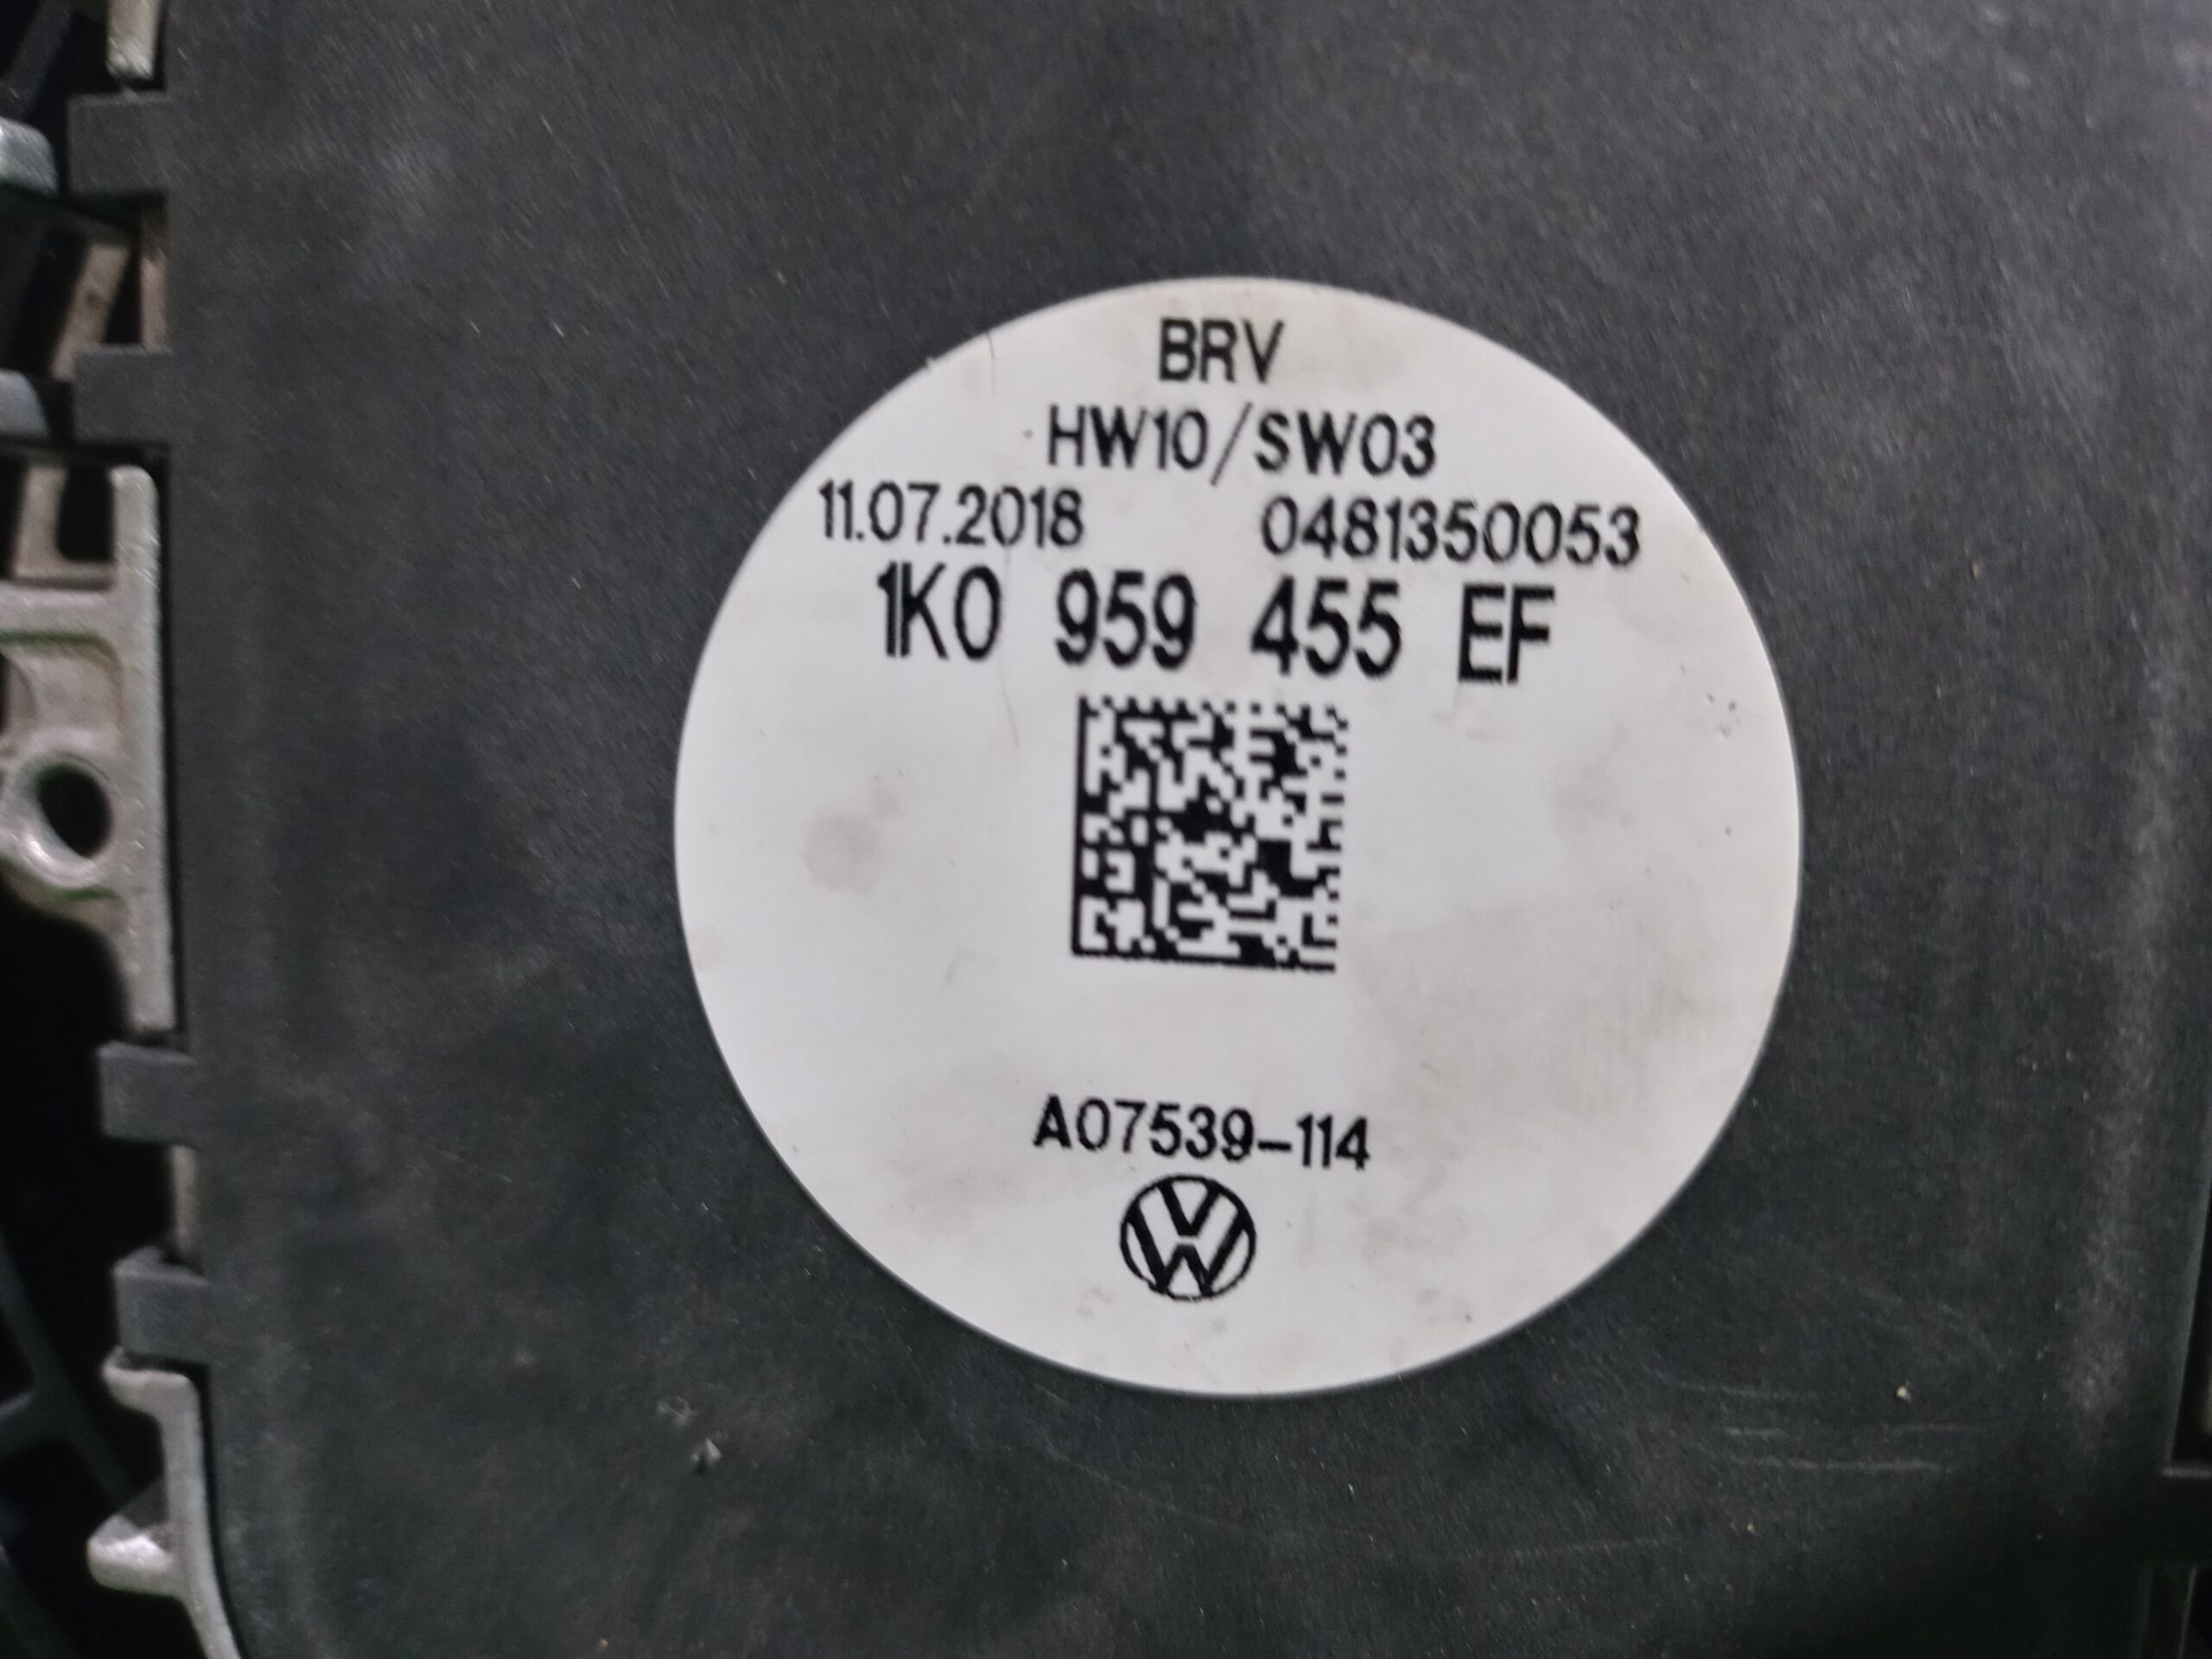 BRV
HW10/SW03
11.07.2018 0481350053
1K0 959 455 EF
A07539-114